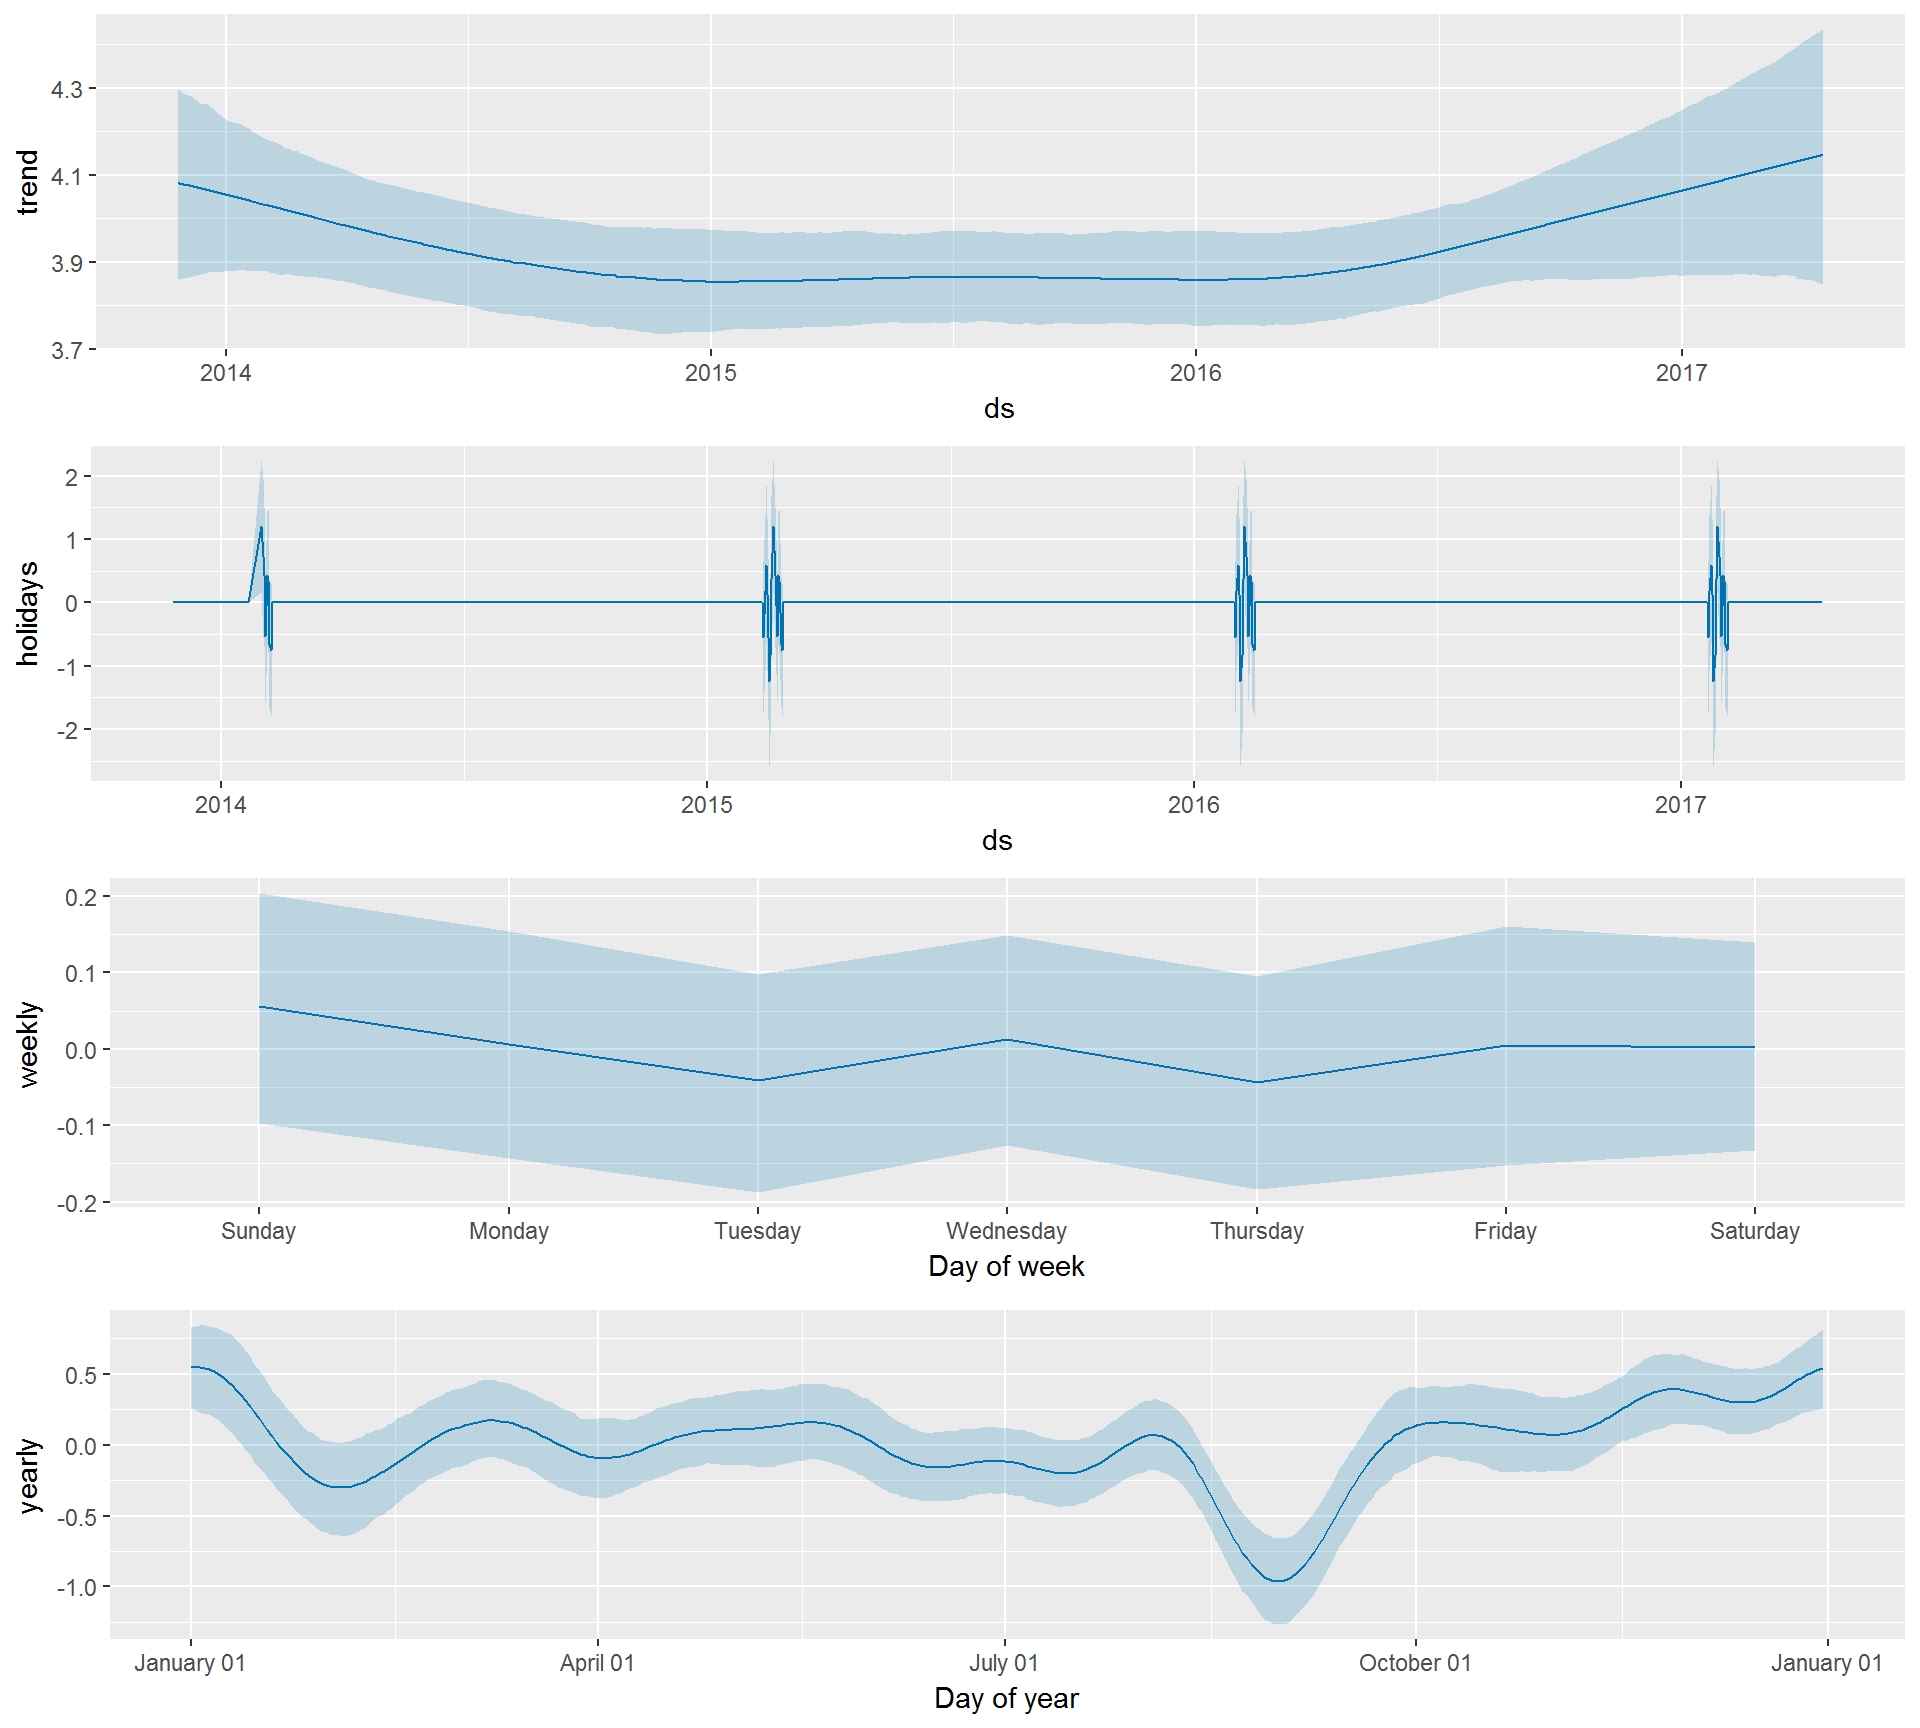 trend
4.3
4.1
3.9
3.7
2014 2015 2016 2017
ds
holidays
2
1
0
-1
-2
2014 2015 2016 2017
ds
weekly
0.2
0.1
0.0
-0.1
-0.2
Sunday Monday Tuesday Wednesday Thursday Friday Saturday
Day of week
yearly
0.5
0.0
-0.5
-1.0
January 01 April 01 July 01 October 01 January 01
Day of year